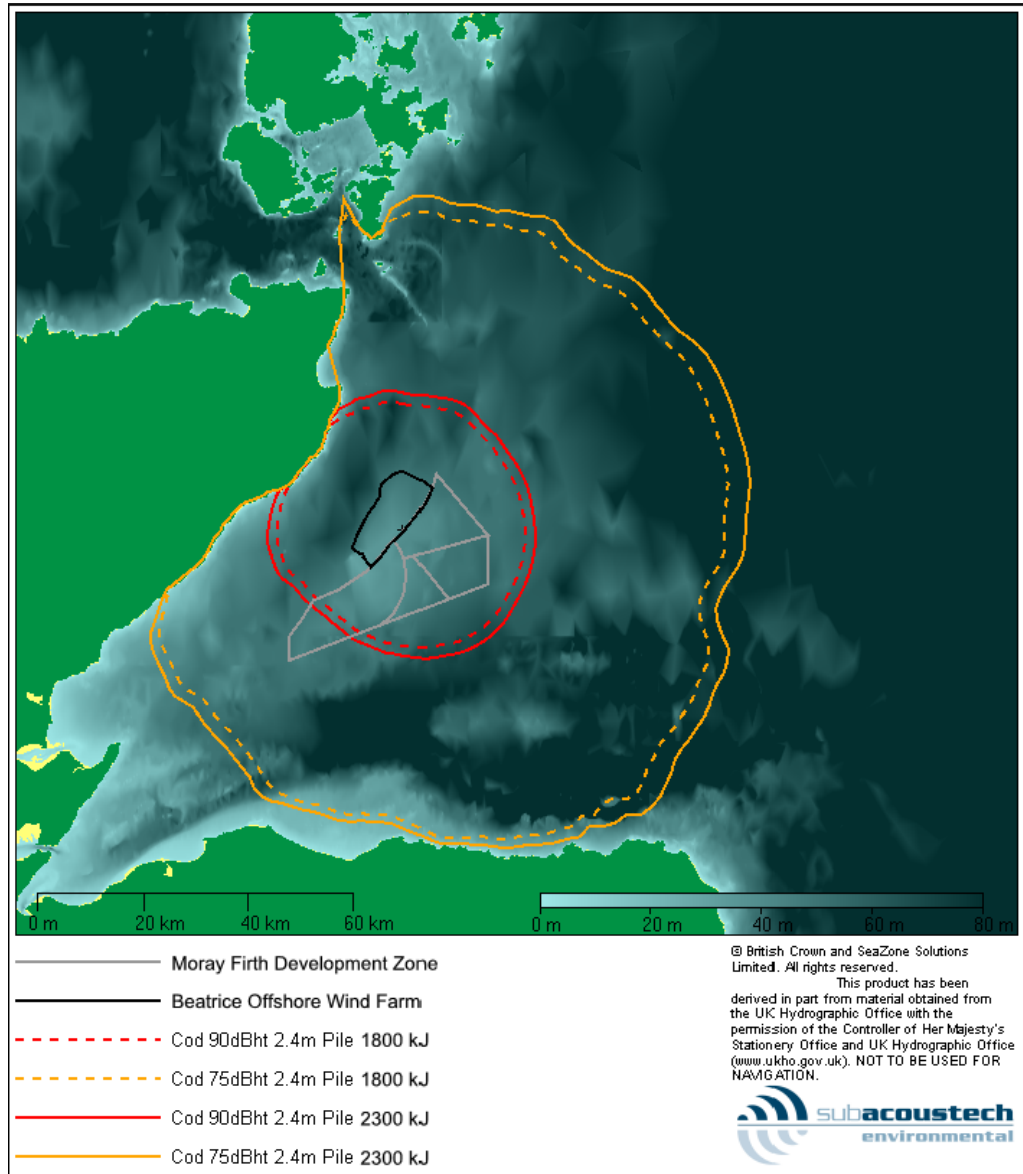 0 m 20 km 40 km 60 km
0 m 20 m 40 m 60 m 80 m
Moray Firth Development Zone
Beatrice Offshore Wind Farm
Cod 90dBht 2.4m Pile 1800 kJ
Cod 75dBht 2.4m Pile 1800 kJ
Cod 90dBht 2.4m Pile 2300 kJ
Cod 75dBht 2.4m Pile 2300 kJ
© British Crown and SeaZone Solutions
Limited. All rights reserved.
This product has been
derived in part from material obtained from
the UK Hydrographic Office with the
permission of the Controller of Her Majesty's
Stationery Office and UK Hydrographic Office
(www.ukho.gov.uk). NOT TO BE USED FOR
NAVIGATION.
subacoustech
environmental